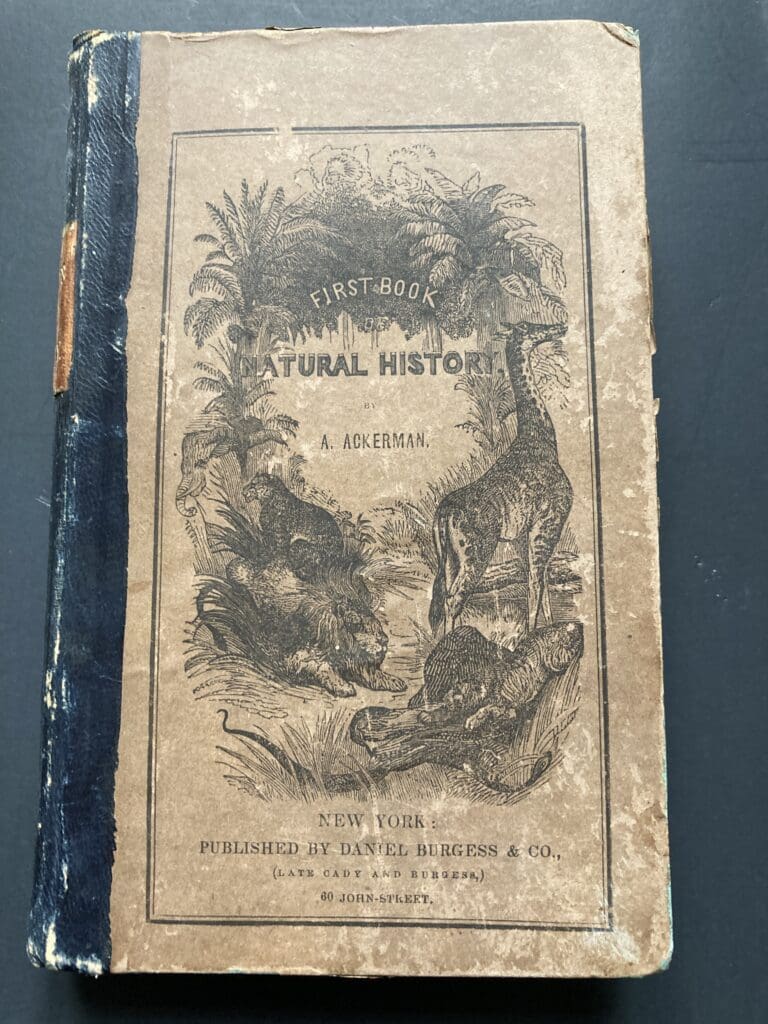 FIRST BOOK
OF
NATURAL HISTORY.
BY
A. ACKERMAN.
NEW YORK:
PUBLISHED BY DANIEL BURGESS & CO.,
(LATE CADY AND BURGESS,)
60 JOHN-STREET.